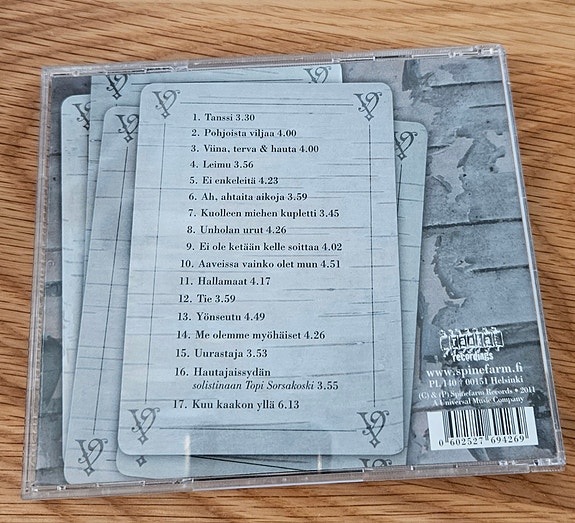 1. Tanssi 3.30
2. Pohjoista viljaa 4.00
3. Viina, terva & hauta 4.00
4. Leimu 3.56
5. Ei enkeleitä 4.23
6. Ah, ahtaita aikoja 3.59
7. Kuolleen miehen kupletti 3.45
8. Unholan urut 4.26
9. Ei ole ketään kelle soittaa 4.02
10. Aaveissa vainko olet mun 4.51
11. Hallamaat 4.17
12. Tie 3.59
13. Yönseutu 4.49
14. Me olemme myöhäiset 4.26
15. Uurastaja 3.53
16. Hautajaissydän
solistinaan Topi Sorsakoski 3.55
17. Kuu kaakon yllä 6.13
recordings
www.spinefarm.fi
PL 140 00151 Helsinki
(C) & (P) Spinefarm Records • 2011
A Universal Music Company
0 602527 694269